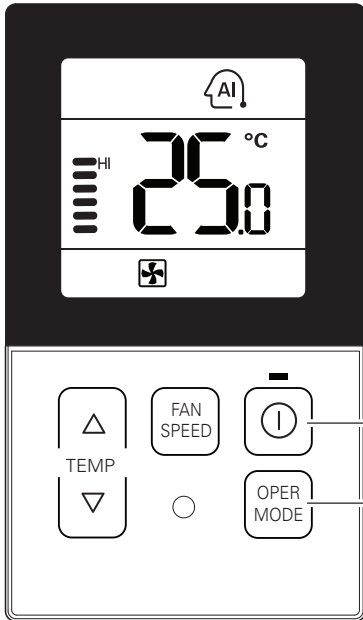 AI
°C
HI
25.0
FAN
SPEED
TEMP
OPER
MODE